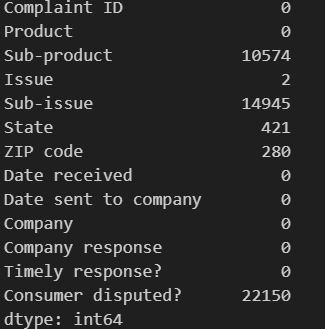 Complaint ID 0
Product 0
Sub-product 10574
Issue 2
Sub-issue 14945
State 421
ZIP code 280
Date received 0
Date sent to company 0
Company 0
Company response 0
Timely response? 0
Consumer disputed? 22150
dtype: int64